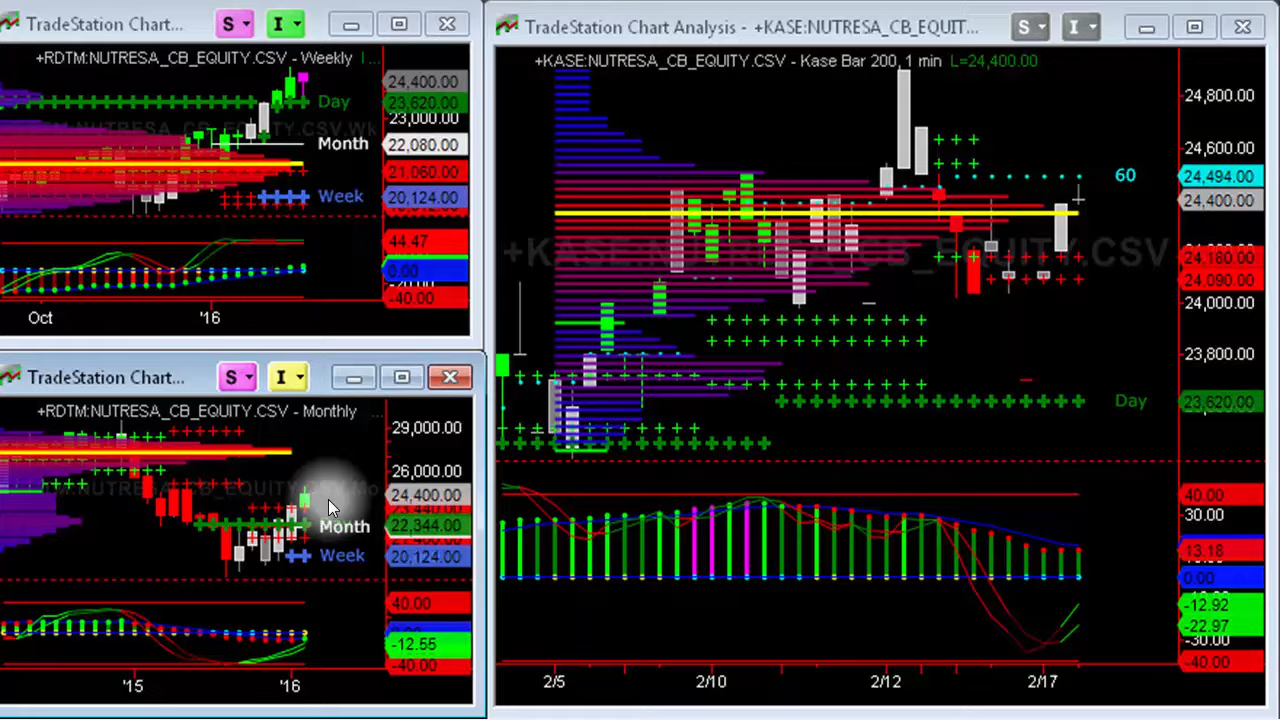 TradeStation Chart... S I
+RDTM:NUTRESA_CB_EQUITY.CSV - Weekly I...
24,400.00
Day 23,620.00
23,000.00
Month 22,080.00
21,060.00
Week 20,124.00
44.47
0.00
-40.00
Oct '16
TradeStation Chart... S I
+RDTM:NUTRESA_CB_EQUITY.CSV - Monthly ...
29,000.00
26,000.00
24,400.00
Month 22,344.00
Week 20,124.00
40.00
-12.55
-40.00
'15 '16
TradeStation Chart Analysis - +KASE:NUTRESA_CB_EQUIT... S I
+KASE:NUTRESA_CB_EQUITY.CSV - Kase Bar 200, 1 min L=24,400.00
24,800.00
24,600.00
60 24,494.00
24,400.00
+KASE:NUTRESA_CB_EQUITY.CSV
24,180.00
24,090.00
24,000.00
23,800.00
Day 23,620.00
40.00
30.00
13.18
0.00
-12.92
-22.97
-30.00
-40.00
2/5 2/10 2/12 2/17